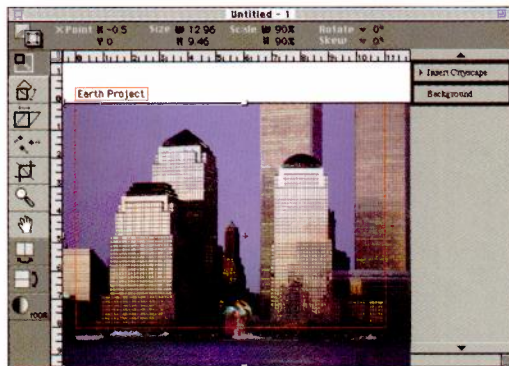 Untitled - 1
X Point X -0.5 Size W 12.96 Scale W 90% Rotate 0°
Y 0 H 9.46 H 90% Skew 0°
Insert Cityscape
Earth Project
Background
100%